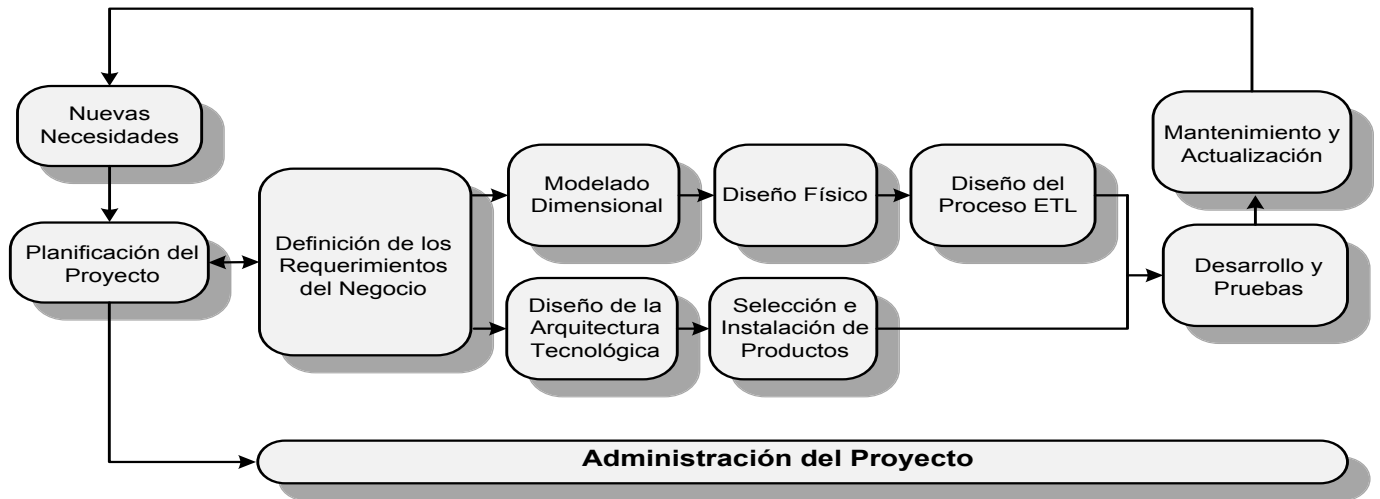 Nuevas
Necesidades
Planificación del
Proyecto
Definición de los
Requerimientos
del Negocio
Modelado
Dimensional
Diseño Físico
Diseño del
Proceso ETL
Diseño de la
Arquitectura
Tecnológica
Selección e
Instalación de
Productos
Desarrollo y
Pruebas
Mantenimiento y
Actualización
Administración del Proyecto